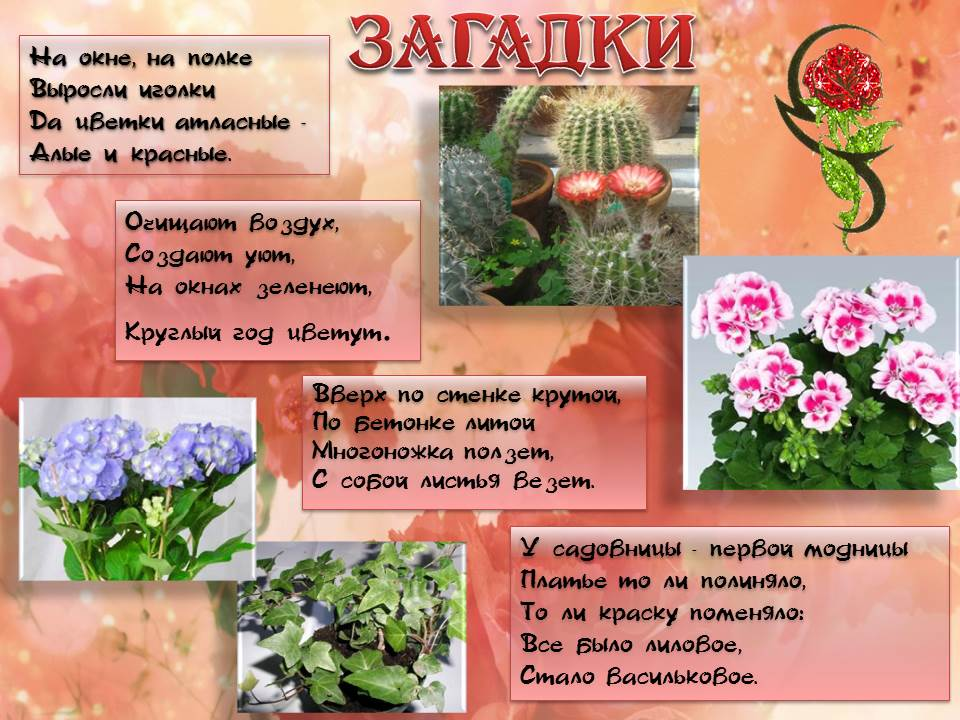 ЗАГАДКИ
На окне, на полке
Выросли иголки
Да цветки атласные -
Алые и красные.
Очищают воздух,
Создают уют,
На окнах зеленеют,
Круглый год цветут.
Вверх по стенке крутой,
По бетонке литой
Многоножка ползет,
С собой листья везет.
У садовницы - первой модницы
Платье то ли полиняло,
То ли краску поменяло:
Все было лиловое,
Стало васильковое.